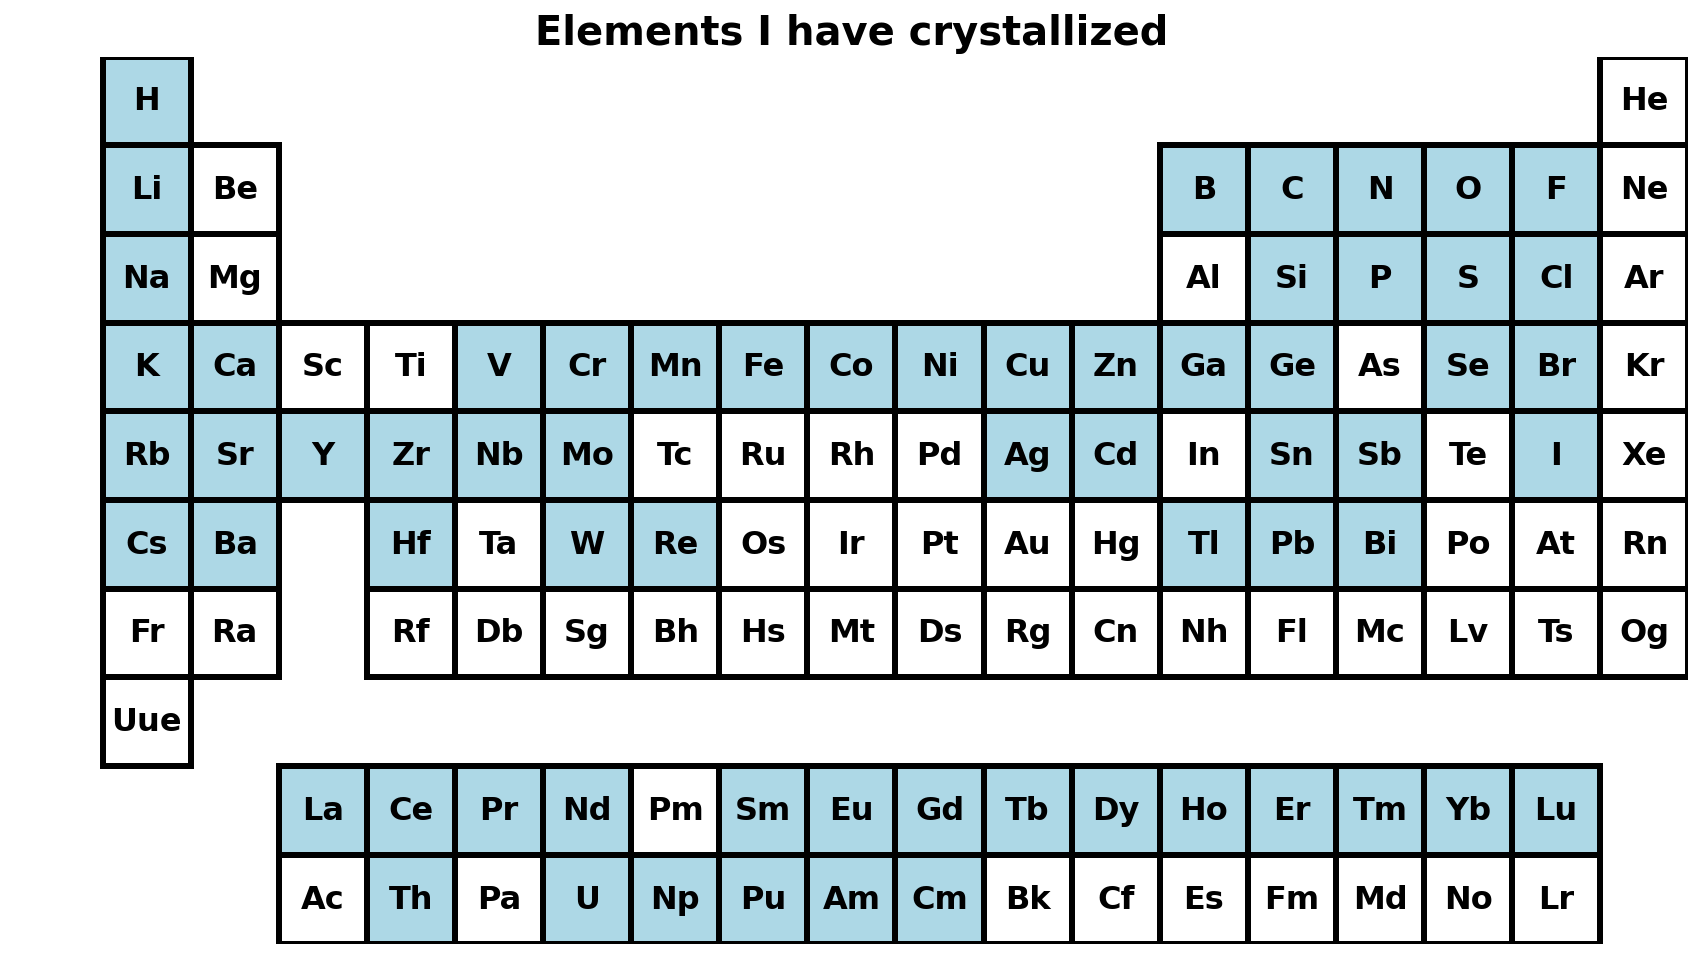 Elements I have crystallized
H He
Li Be B C N O F Ne
Na Mg Al Si P S Cl Ar
K Ca Sc Ti V Cr Mn Fe Co Ni Cu Zn Ga Ge As Se Br Kr
Rb Sr Y Zr Nb Mo Tc Ru Rh Pd Ag Cd In Sn Sb Te I Xe
Cs Ba Hf Ta W Re Os Ir Pt Au Hg Tl Pb Bi Po At Rn
Fr Ra Rf Db Sg Bh Hs Mt Ds Rg Cn Nh Fl Mc Lv Ts Og
Uue
La Ce Pr Nd Pm Sm Eu Gd Tb Dy Ho Er Tm Yb Lu
Ac Th Pa U Np Pu Am Cm Bk Cf Es Fm Md No Lr